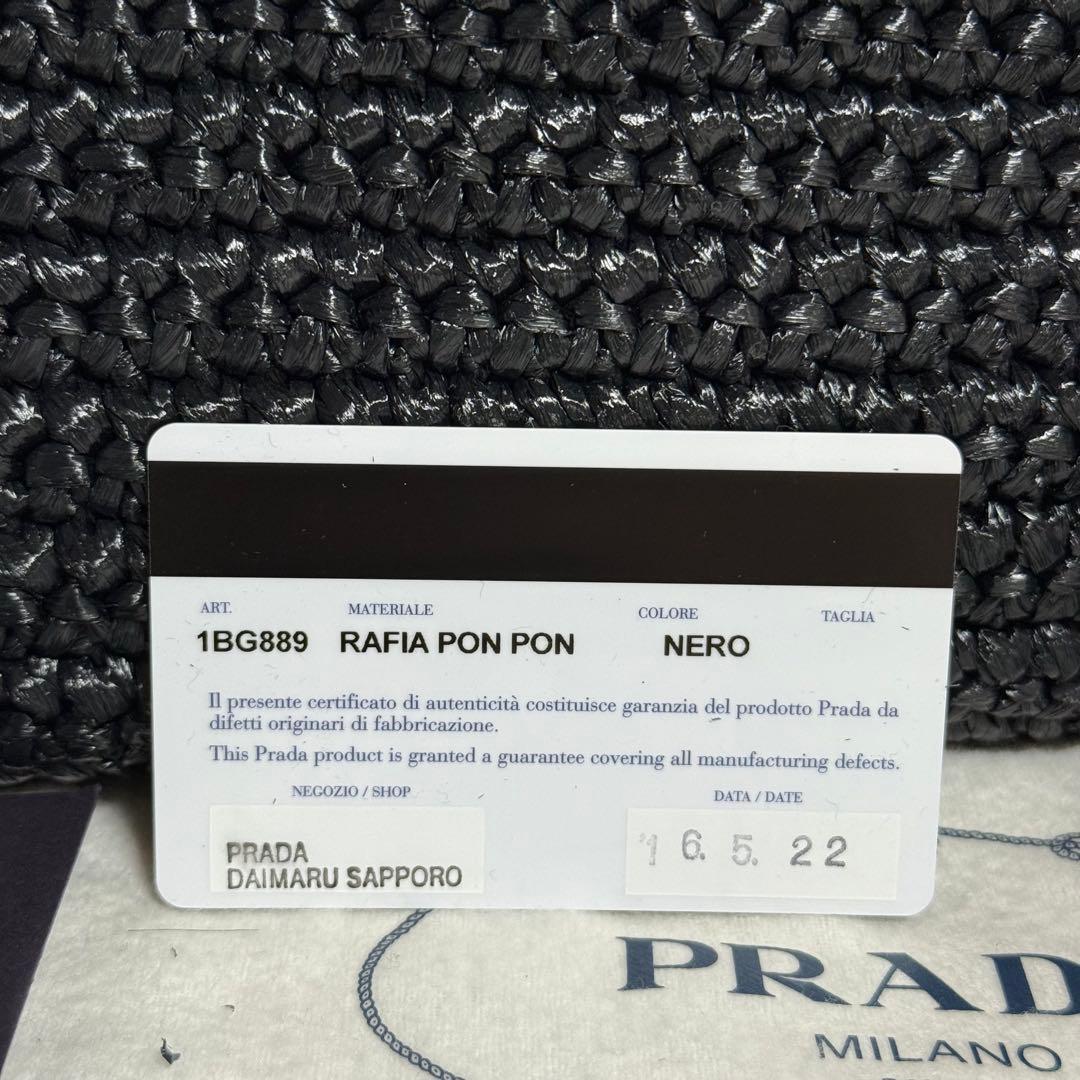 ART. MATERIALE COLORE TAGLIA
1BG889 RAFIA PON PON NERO
Il presente certificato di autenticità costituisce garanzia del prodotto Prada da
difetti originari di fabbricazione.
This Prada product is granted a guarantee covering all manufacturing defects.
NEGOZIO / SHOP DATA / DATE
PRADA
DAIMARU SAPPORO
'16. 5. 22
PRAD
MILANO